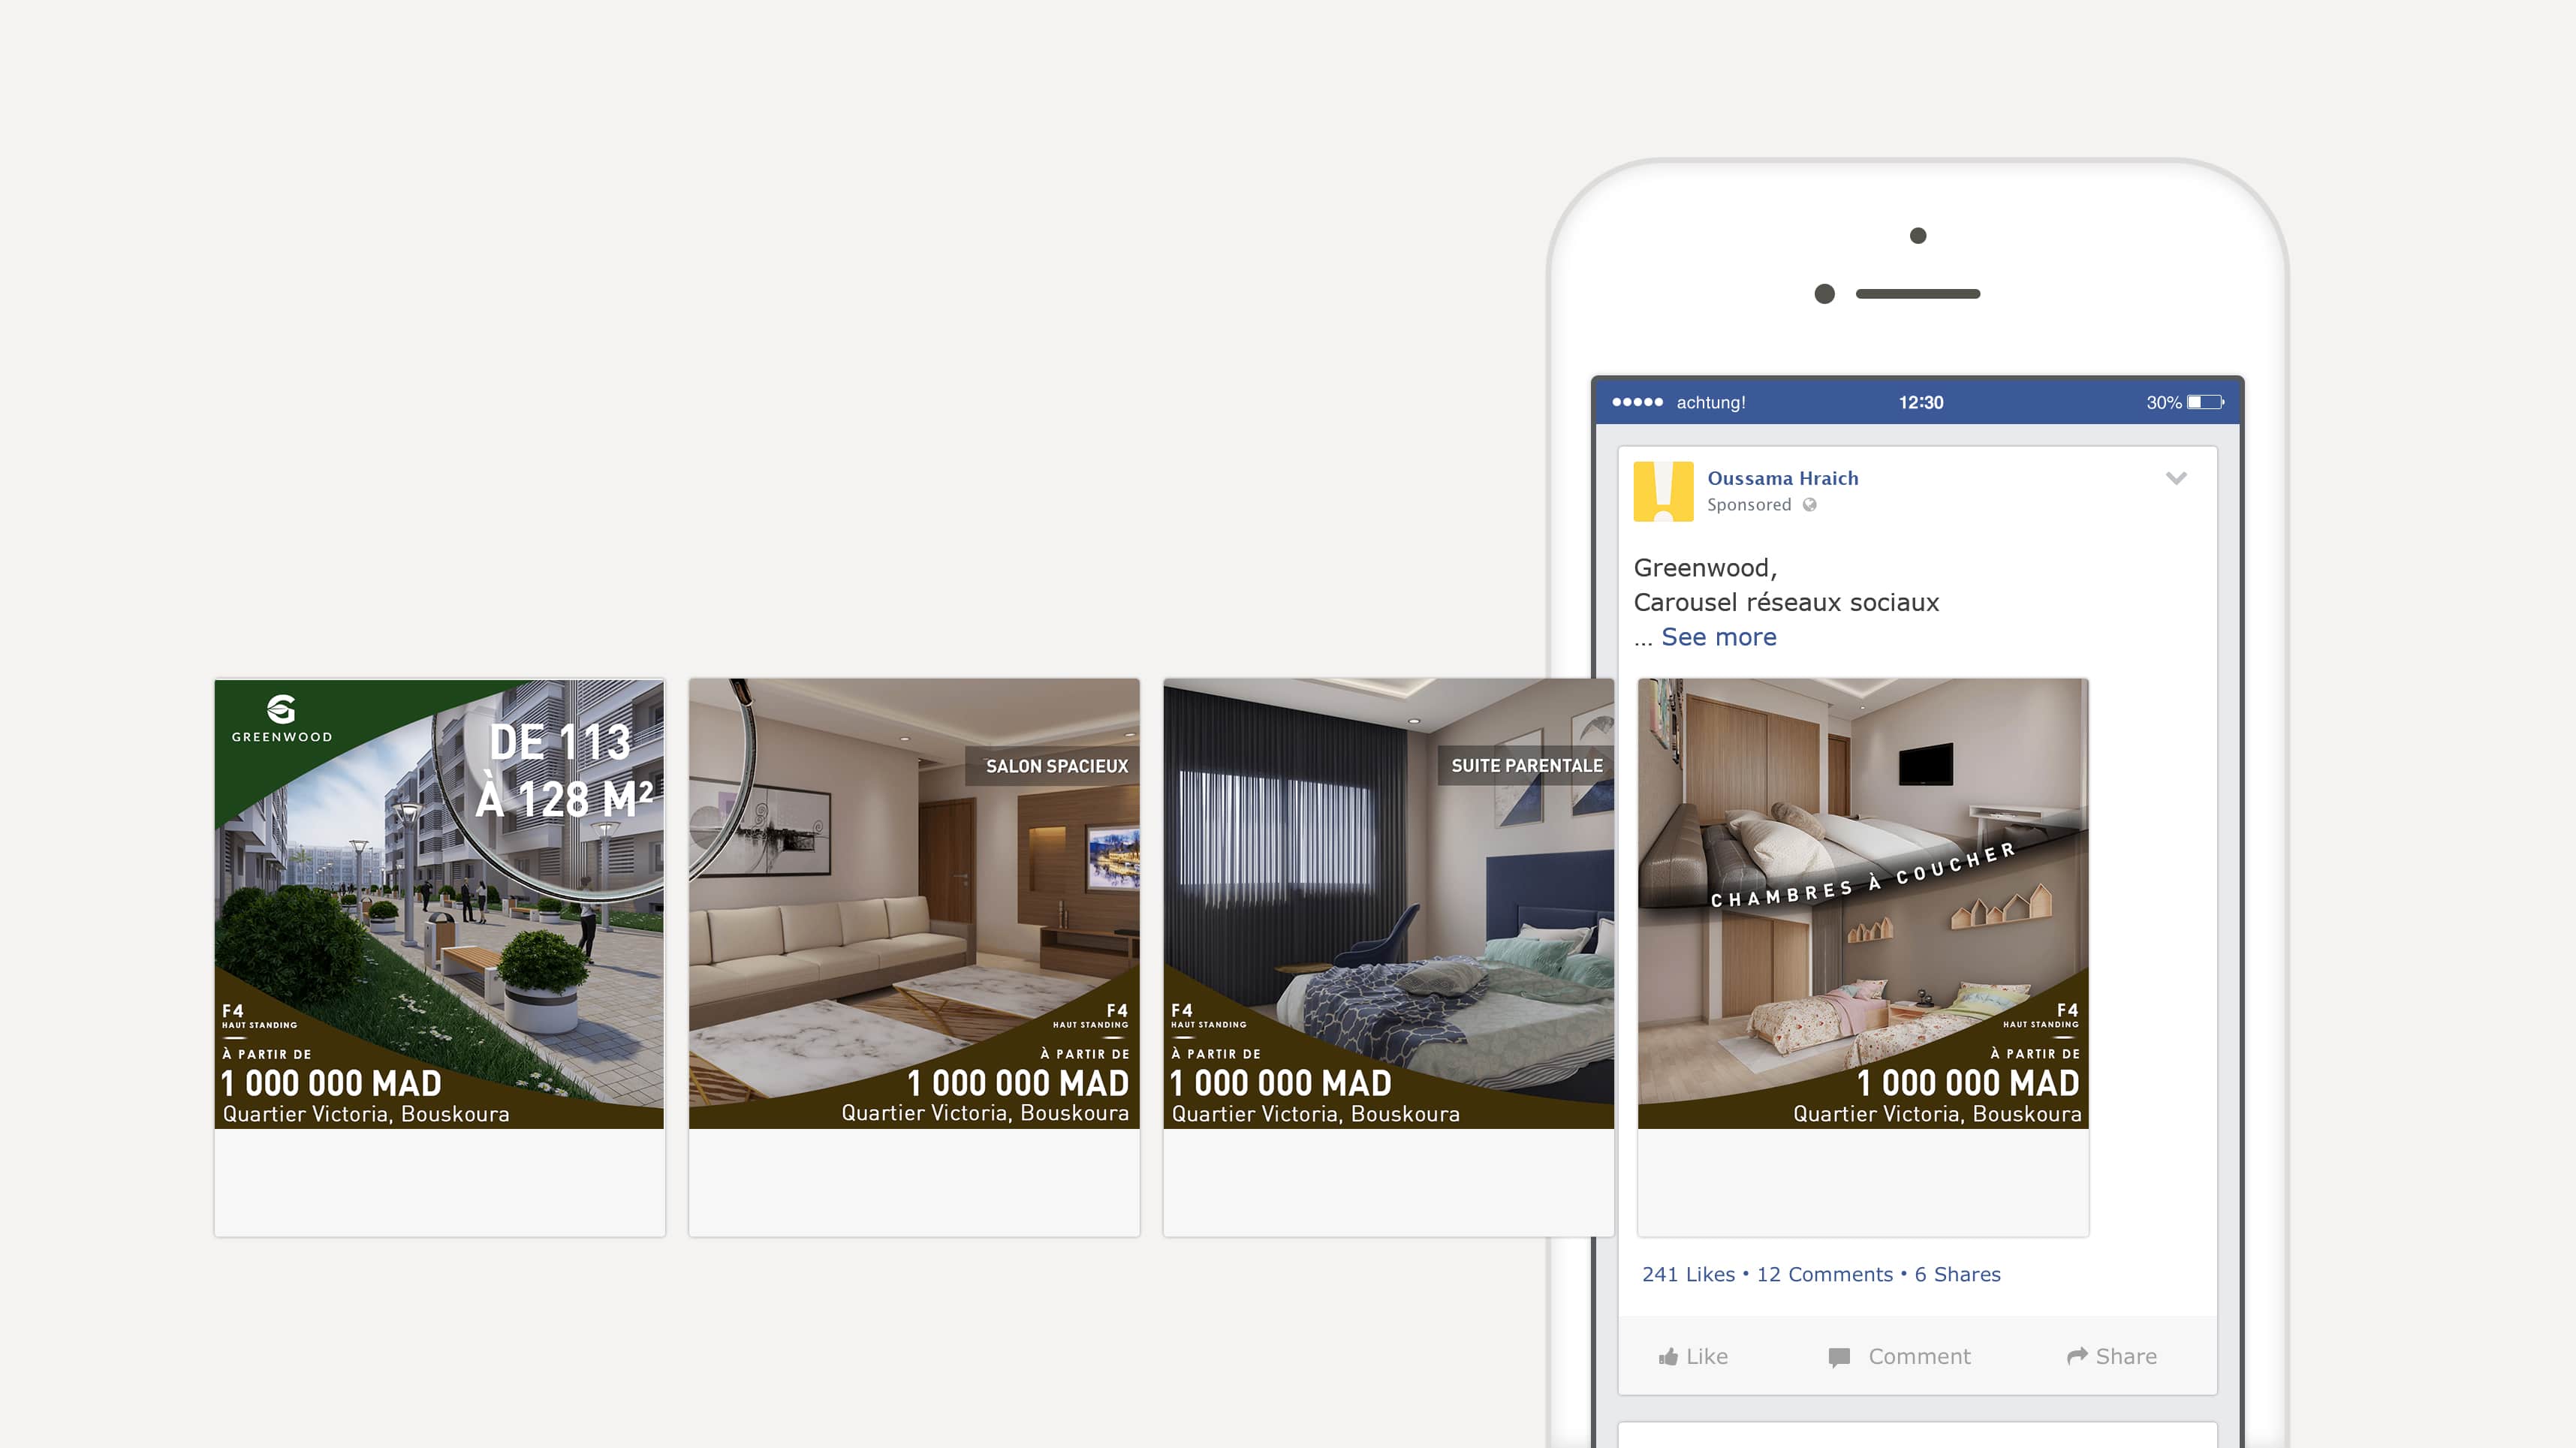 achtung!
12:30
30%
Oussama Hraich
Sponsored
Greenwood,
Carousel réseaux sociaux
... See more
GREENWOOD
DE 113
À 128 M²
F4
HAUT STANDING
À PARTIR DE
1 000 000 MAD
Quartier Victoria, Bouskoura
SALON SPACIEUX
F4
HAUT STANDING
À PARTIR DE
1 000 000 MAD
Quartier Victoria, Bouskoura
SUITE PARENTALE
F4
HAUT STANDING
À PARTIR DE
1 000 000 MAD
Quartier Victoria, Bouskoura
CHAMBRES À COUCHER
F4
HAUT STANDING
À PARTIR DE
1 000 000 MAD
Quartier Victoria, Bouskoura
241 Likes • 12 Comments • 6 Shares
Like
Comment
Share